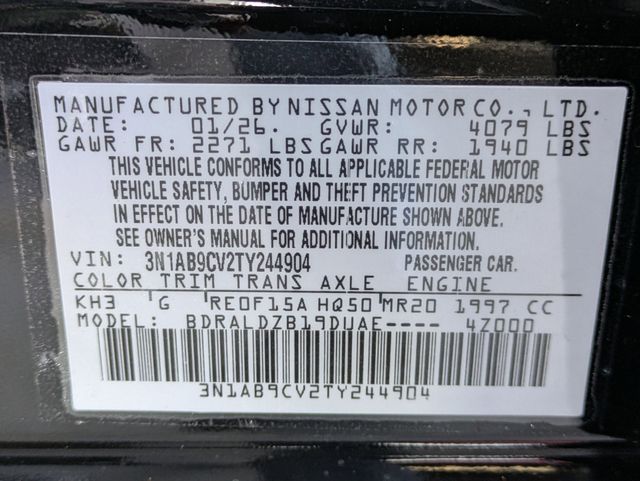 MANUFACTURED BY NISSAN MOTOR CO., LTD.
DATE: 01/26. GVWR: 4079 LBS
GAWR FR: 2271 LBS GAWR RR: 1940 LBS
THIS VEHICLE CONFORMS TO ALL APPLICABLE FEDERAL MOTOR
VEHICLE SAFETY, BUMPER AND THEFT PREVENTION STANDARDS
IN EFFECT ON THE DATE OF MANUFACTURE SHOWN ABOVE.
SEE OWNER'S MANUAL FOR ADDITIONAL INFORMATION.
VIN: 3N1AB9CV2TY244904 PASSENGER CAR.
COLOR TRIM TRANS AXLE ENGINE
KH3 G RE0F15A HQ50 MR20 1997 CC
MODEL: BDRALDZB19DUAE---- 4Z000
3N1AB9CV2TY244904